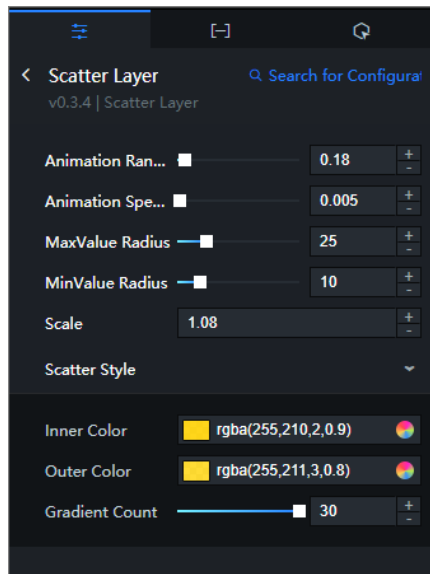 Scatter Layer
Search for Configurat
v0.3.4 | Scatter Layer
Animation Ran... 0.18
Animation Spe... 0.005
MaxValue Radius 25
MinValue Radius 10
Scale 1.08
Scatter Style
Inner Color rgba(255,210,2,0.9)
Outer Color rgba(255,211,3,0.8)
Gradient Count 30